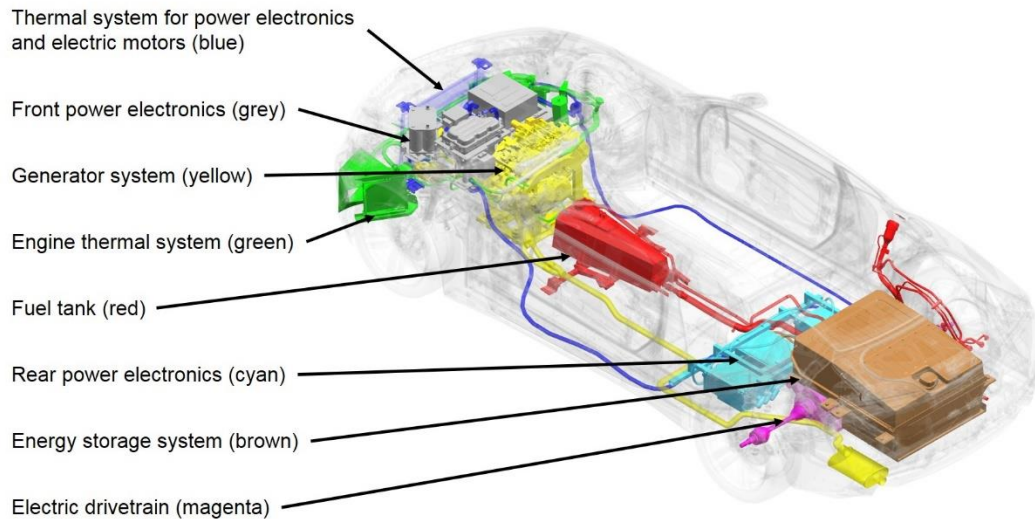 Thermal system for power electronics
and electric motors (blue)
Front power electronics (grey)
Generator system (yellow)
Engine thermal system (green)
Fuel tank (red)
Rear power electronics (cyan)
Energy storage system (brown)
Electric drivetrain (magenta)